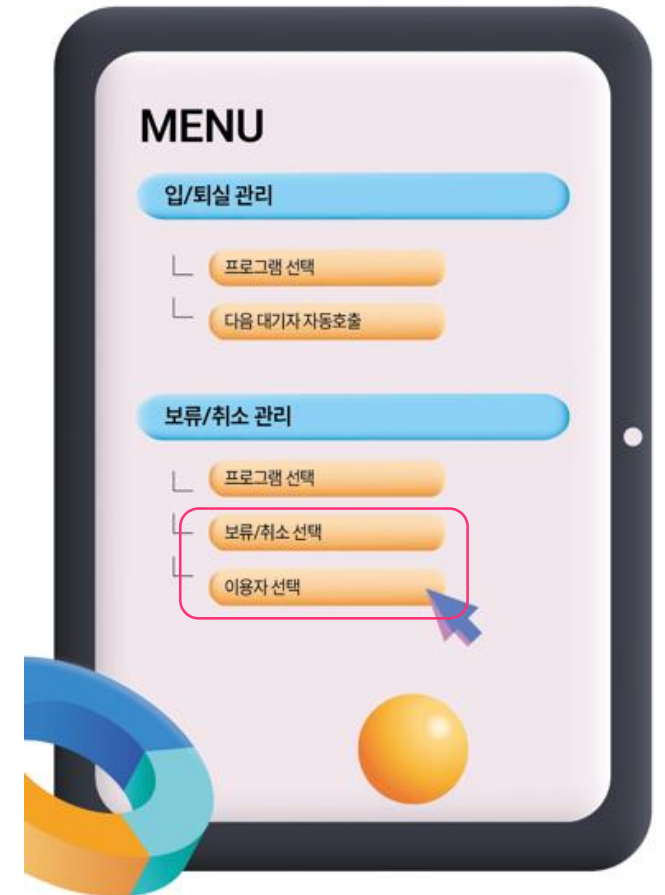 MENU
입/퇴실 관리
프로그램 선택
다음 대기자 자동호출
보류/취소 관리
프로그램 선택
보류/취소 선택
이용자 선택